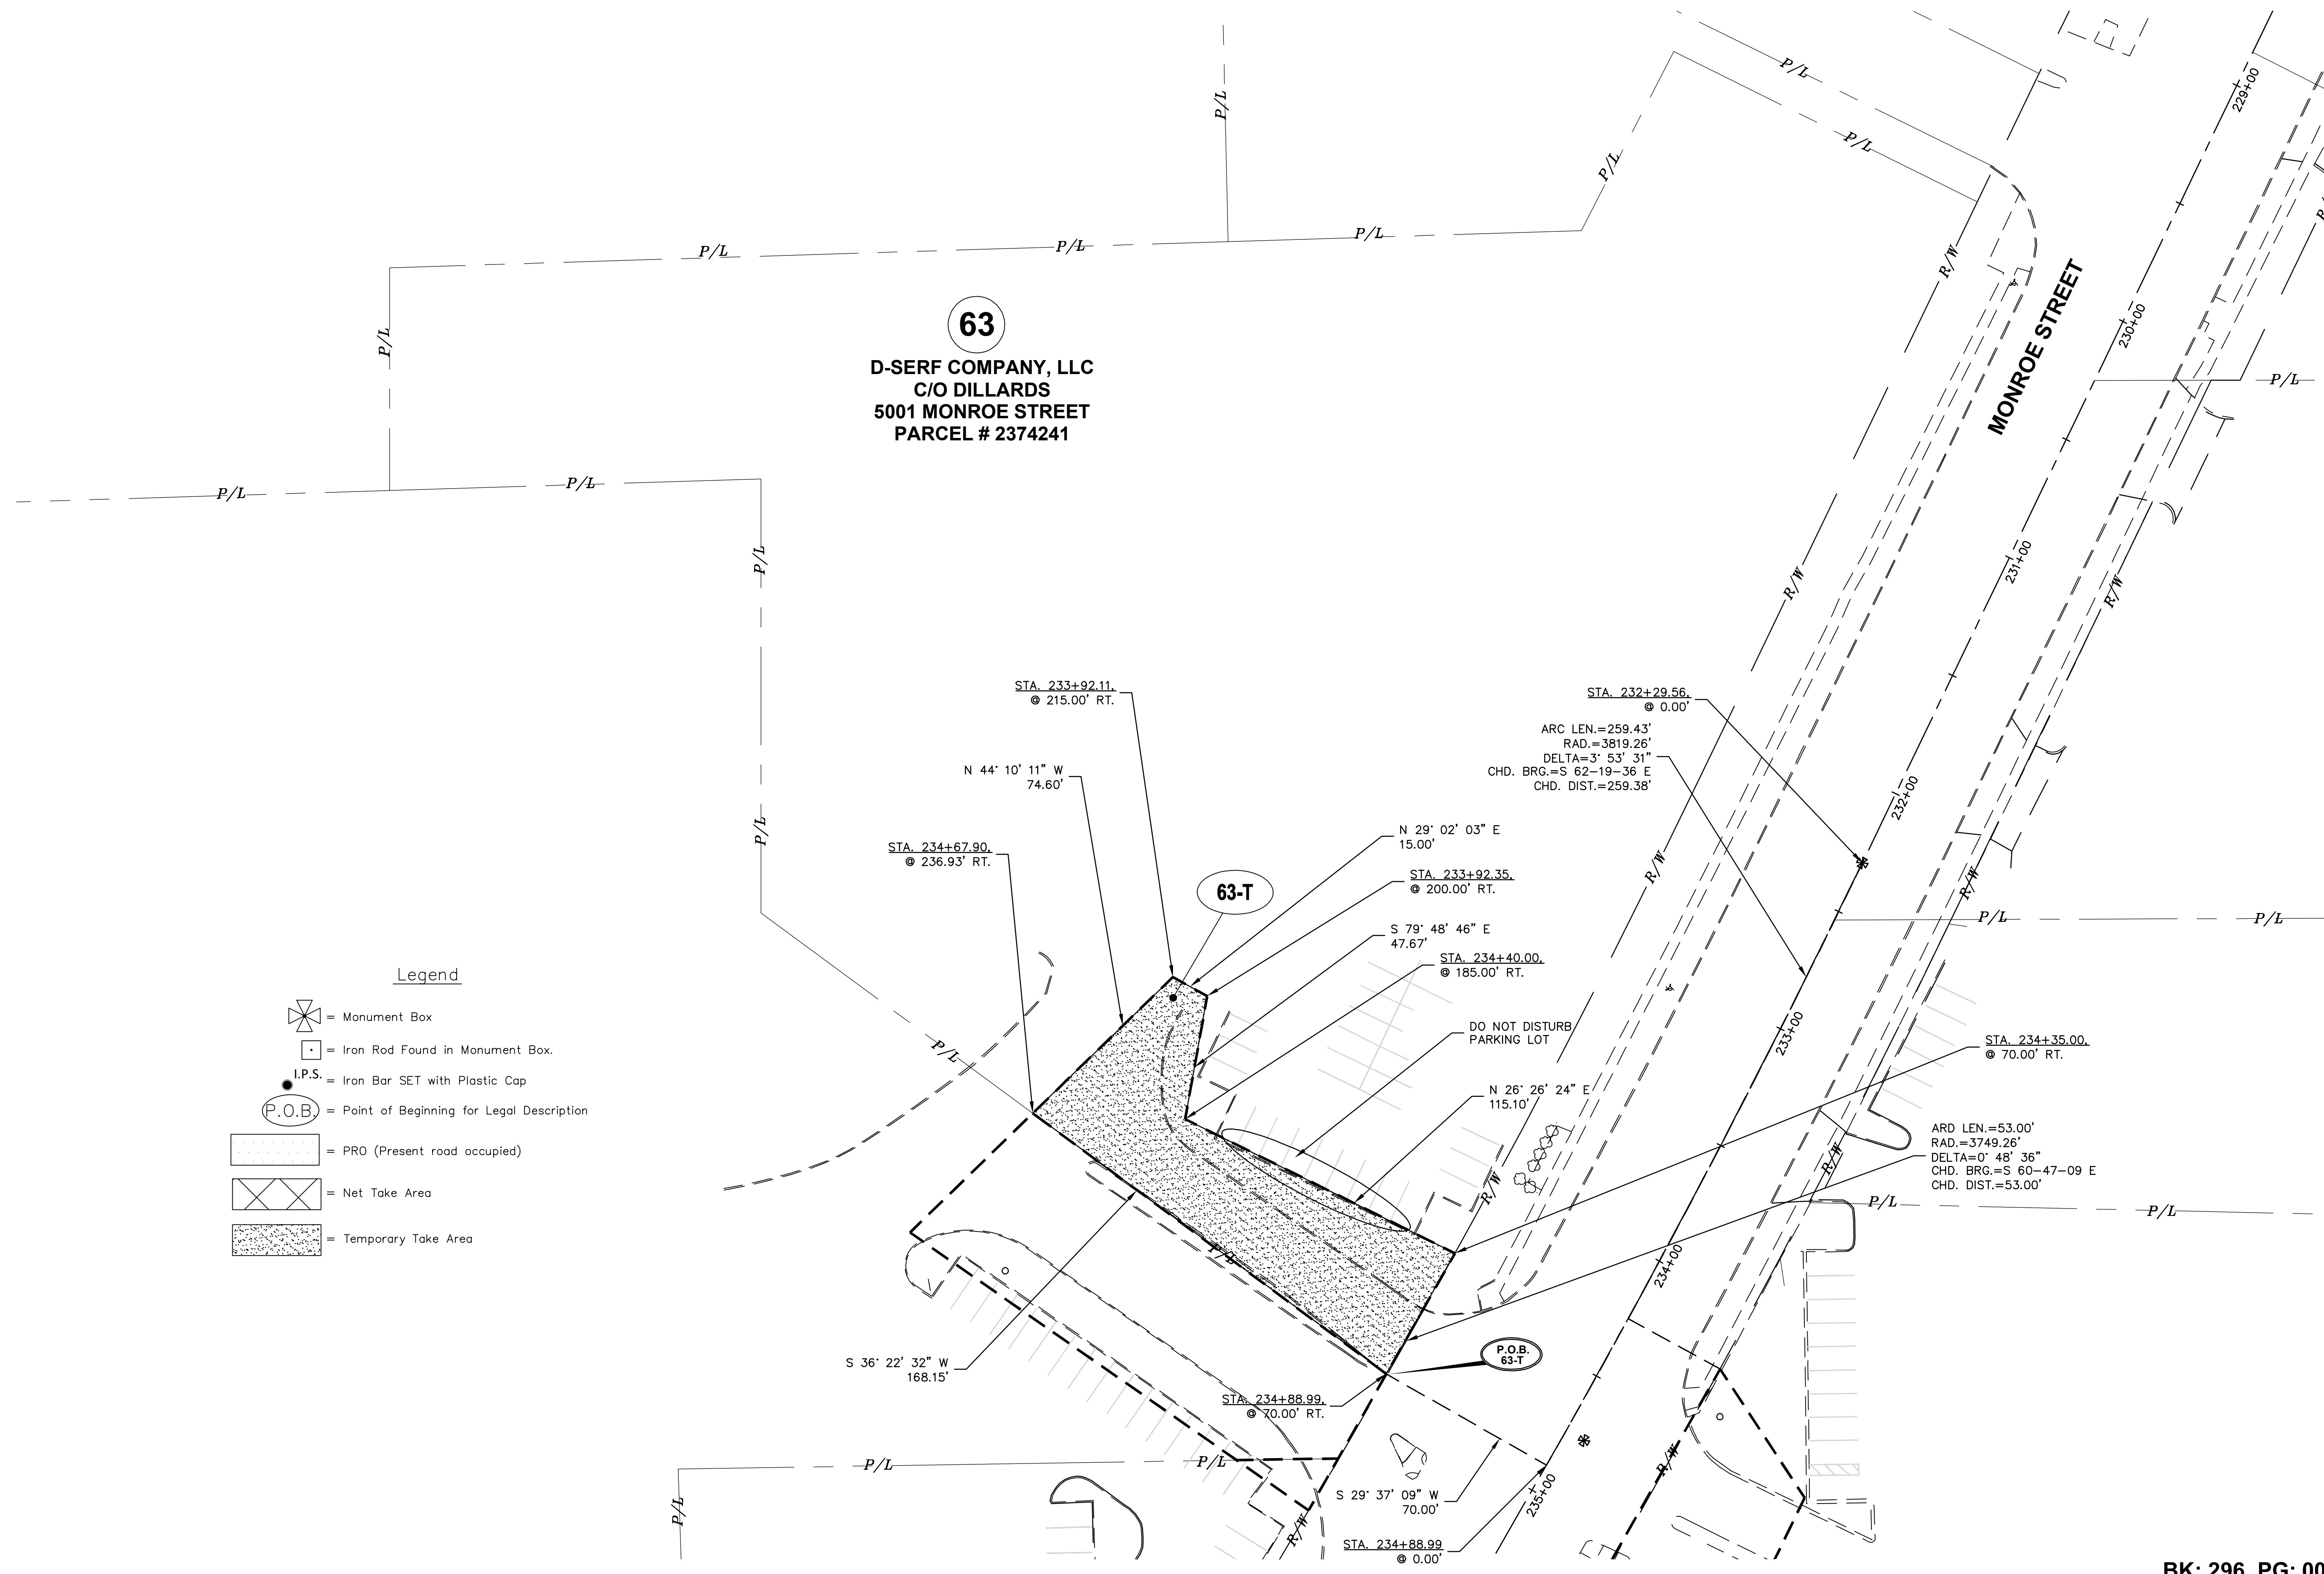 P/L
P/L
P/L
229+00
P/L
P/L
R/W
P/L
P/L
P/L
R/W
MONROE STREET
230+00
P/L
P/L
63
D-SERF COMPANY, LLC
C/O DILLARDS
5001 MONROE STREET
PARCEL # 2374241
P/L
P/L
P/L
231+00
R/W
R/W
STA. 233+92.11,
@ 215.00' RT.
STA. 232+29.56,
@ 0.00'
ARC LEN.=259.43'
RAD.=3819.26'
DELTA=3° 53' 31"
CHD. BRG.=S 62-19-36 E
CHD. DIST.=259.38'
N 44° 10' 11" W
74.60'
232+00
P/L
STA. 234+67.90,
@ 236.93' RT.
N 29° 02' 03" E
15.00'
R/W
R/W
63-T
STA. 233+92.35,
@ 200.00' RT.
P/L
P/L
S 79° 48' 46" E
47.67'
STA. 234+40.00,
@ 185.00' RT.
Legend
= Monument Box
= Iron Rod Found in Monument Box.
I.P.S.
= Iron Bar SET with Plastic Cap
P.O.B.
= Point of Beginning for Legal Description
= PRO (Present road occupied)
= Net Take Area
= Temporary Take Area
P/L
DO NOT DISTURB
PARKING LOT
233+00
STA. 234+35.00,
@ 70.00' RT.
N 26° 26' 24" E
115.10'
ARD LEN.=53.00'
RAD.=3749.26'
DELTA=0° 48' 36"
CHD. BRG.=S 60-47-09 E
CHD. DIST.=53.00'
R/W
R/W
P/L
P/L
P/L
234+00
S 36° 22' 32" W
168.15'
P.O.B.
63-T
STA. 234+88.99,
@ 70.00' RT.
P/L
P/L
R/W
P/L
S 29° 37' 09" W
70.00'
235+00
R/W
STA. 234+88.99
@ 0.00'
BK: 296 PG: 00